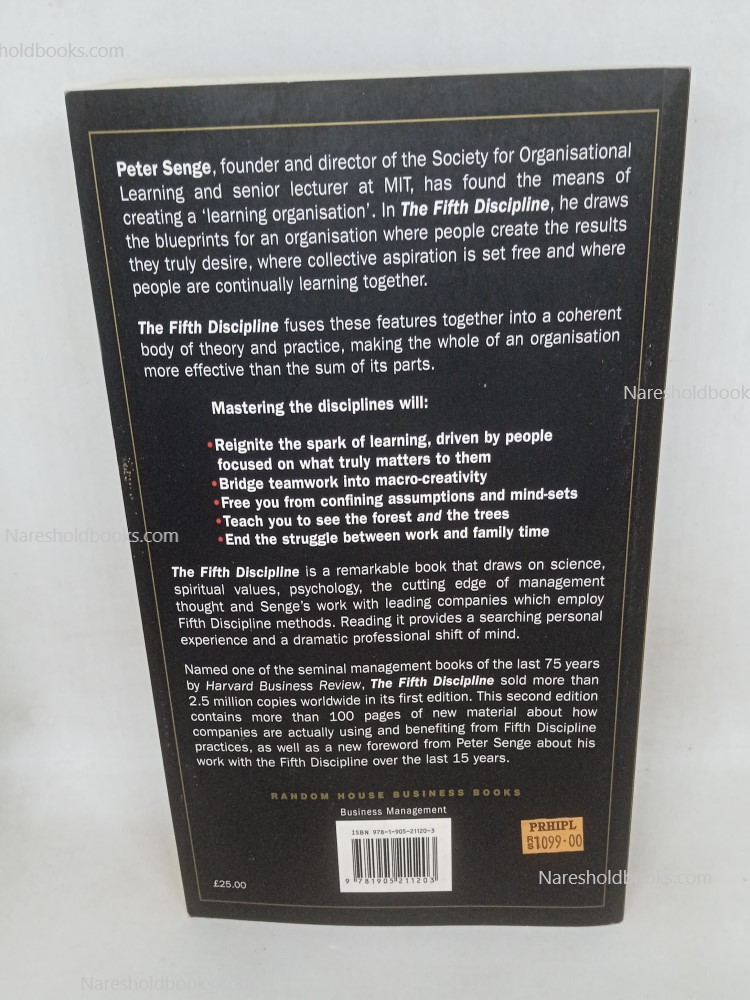 holdbooks.com
Peter Senge, founder and director of the Society for Organisational
Learning and senior lecturer at MIT, has found the means of
creating a ‘learning organisation’. In The Fifth Discipline, he draws
the blueprints for an organisation where people create the results
they truly desire, where collective aspiration is set free and where
people are continually learning together.
The Fifth Discipline fuses these features together into a coherent
body of theory and practice, making the whole of an organisation
more effective than the sum of its parts.
Naresholdbook
Mastering the disciplines will:
•Reignite the spark of learning, driven by people
focused on what truly matters to them
•Bridge teamwork into macro-creativity
•Free you from confining assumptions and mind-sets
•Teach you to see the forest and the trees
•End the struggle between work and family time
Naresholdbooks.com
The Fifth Discipline is a remarkable book that draws on science,
spiritual values, psychology, the cutting edge of management
thought and Senge's work with leading companies which employ
Fifth Discipline methods. Reading it provides a searching personal
experience and a dramatic professional shift of mind.
Named one of the seminal management books of the last 75 years
by Harvard Business Review, The Fifth Discipline sold more than
2.5 million copies worldwide in its first edition. This second edition
contains more than 100 pages of new material about how
companies are actually using and benefiting from Fifth Discipline
practices, as well as a new foreword from Peter Senge about his
work with the Fifth Discipline over the last 15 years.
RANDOM HOUSE BUSINESS BOOKS
Business Management
ISBN 978-1-905-21120-3
9 781905 211203
PRHIPL
RS 1099·00
£25.00
Naresholdbooks.com
Naresholdbooks.com